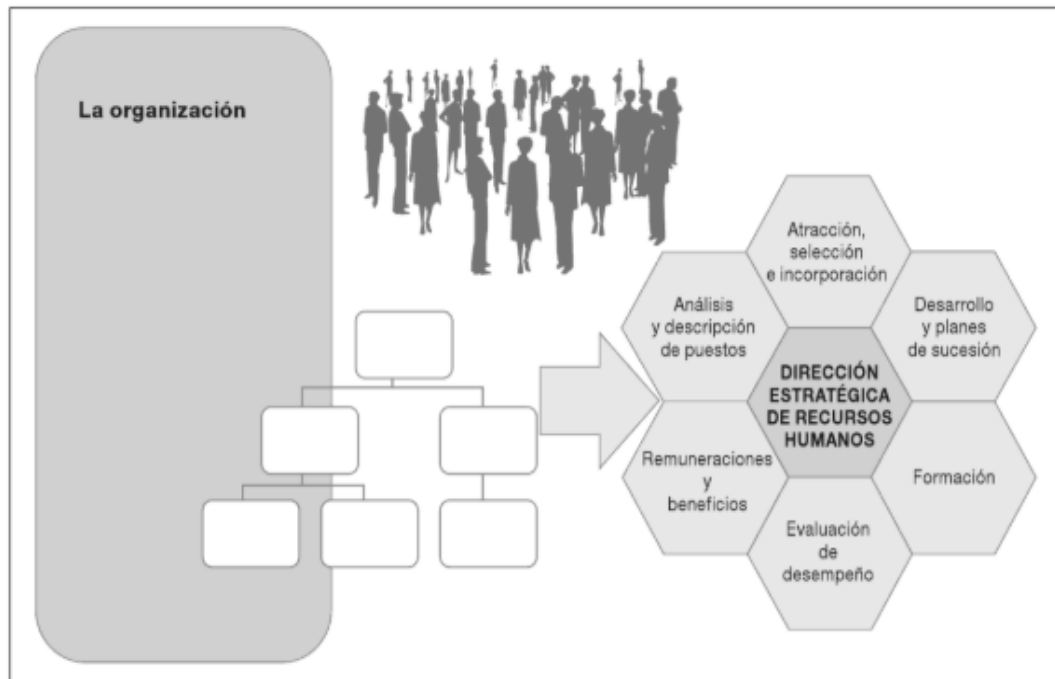 La organización
Atracción,
selección
e incorporación
Análisis
y descripción
de puestos
Desarrollo
y planes
de sucesión
DIRECCIÓN
ESTRATÉGICA
DE RECURSOS
HUMANOS
Remuneraciones
y
beneficios
Formación
Evaluación
de
desempeño